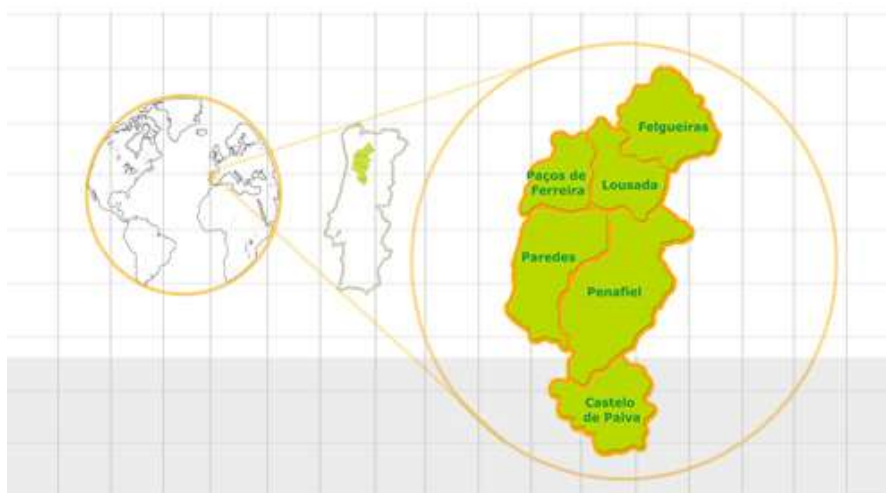 Felgueiras
Paços de
Ferreira
Lousada
Paredes
Penafiel
Castelo
de Paiva